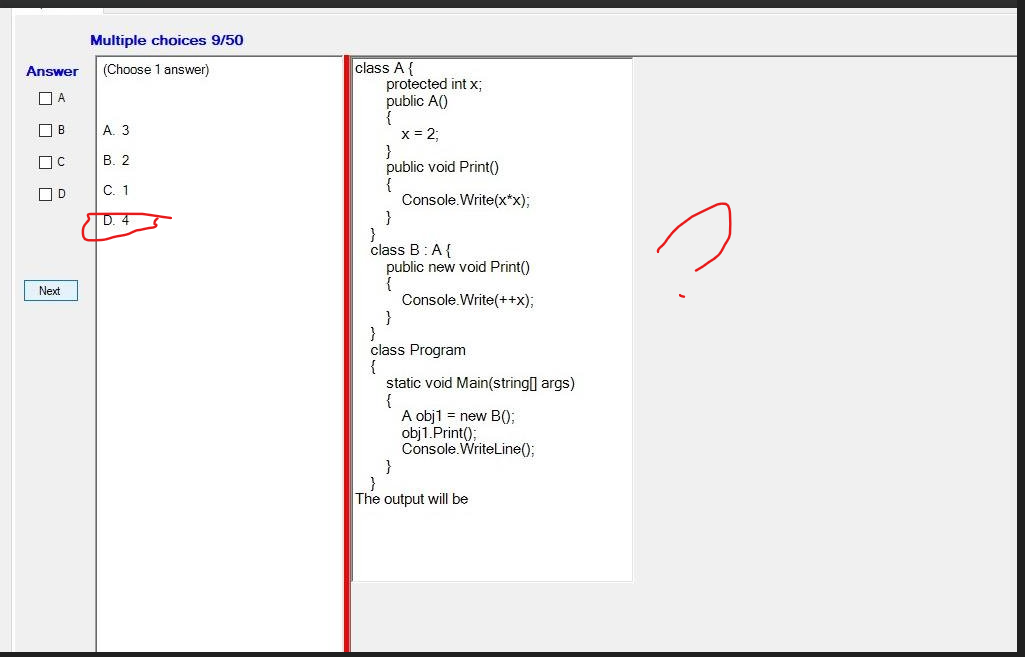 Multiple choices 9/50
Answer
A
B
C
D
Next
(Choose 1 answer)
A. 3
B. 2
C. 1
D. 4
class A {
protected int x;
public A()
{
x = 2;
}
public void Print()
{
Console.Write(x*x);
}
}
class B : A {
public new void Print()
{
Console.Write(++x);
}
}
class Program
{
static void Main(string[] args)
{
A obj1 = new B();
obj1.Print();
Console.WriteLine();
}
}
The output will be
?